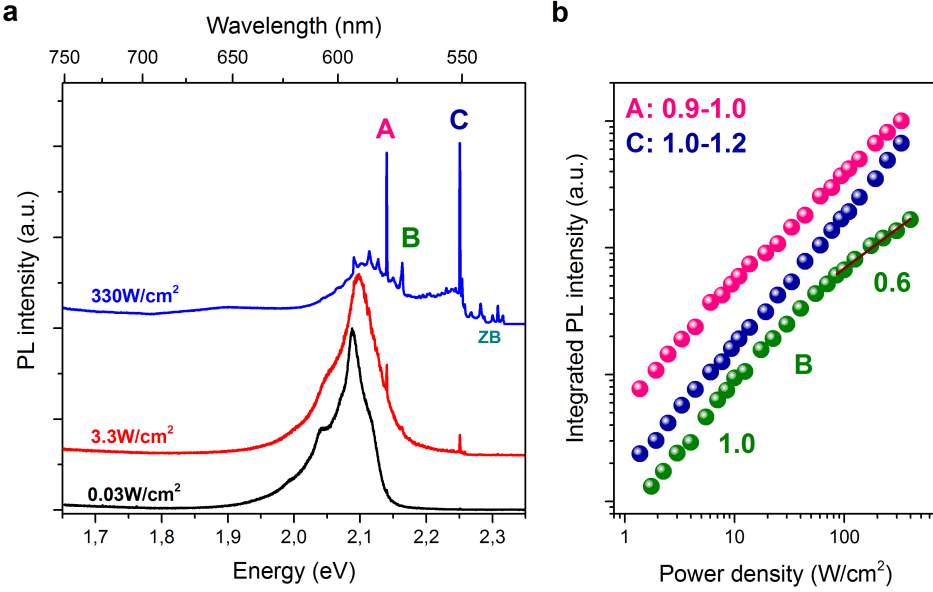 a
Wavelength (nm)
750 700 650 600 550
A
C
B
330W/cm²
ZB
3.3W/cm²
0.03W/cm²
PL intensity (a.u.)
1,7 1,8 1,9 2,0 2,1 2,2 2,3
Energy (eV)
b
A: 0.9-1.0
C: 1.0-1.2
0.6
B
1.0
Integrated PL intensity (a.u.)
1 10 100
Power density (W/cm²)